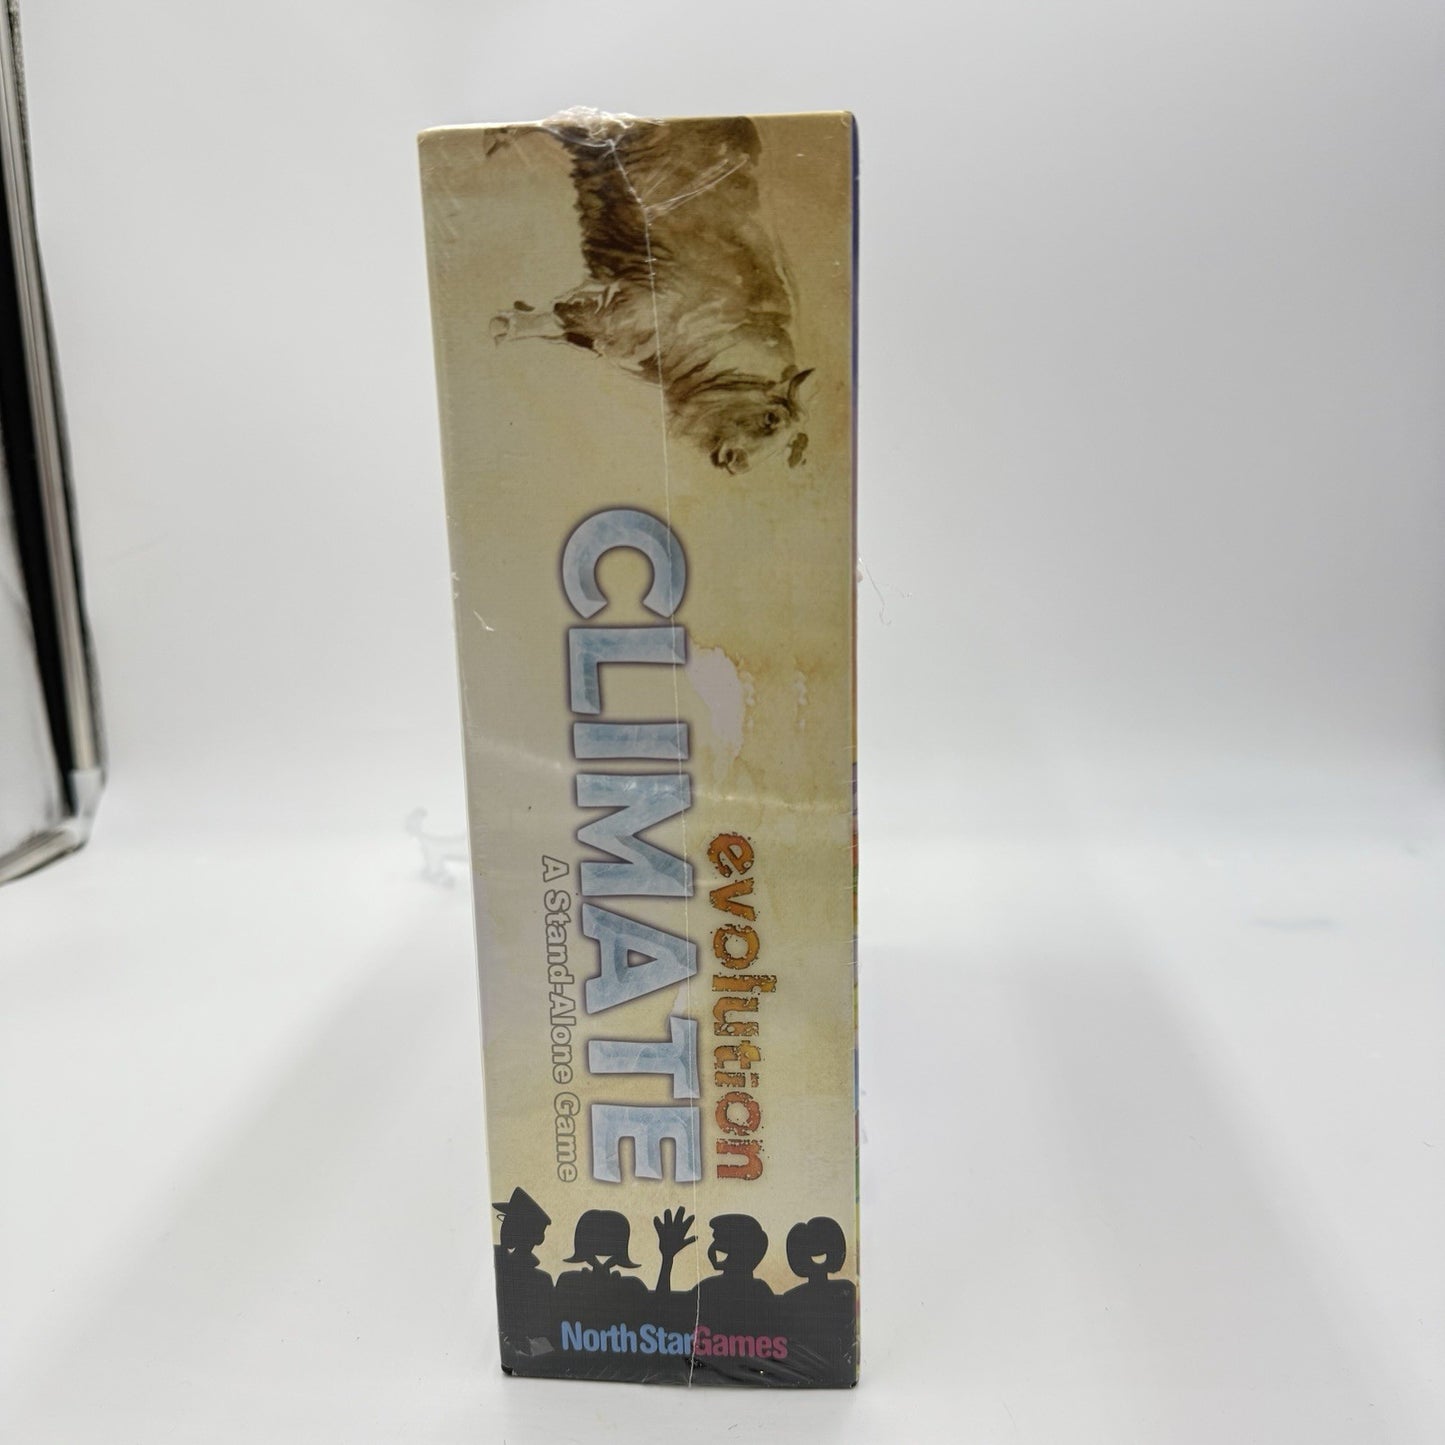 evolution
CLIMATE
A Stand-Alone Game
NorthStarGames